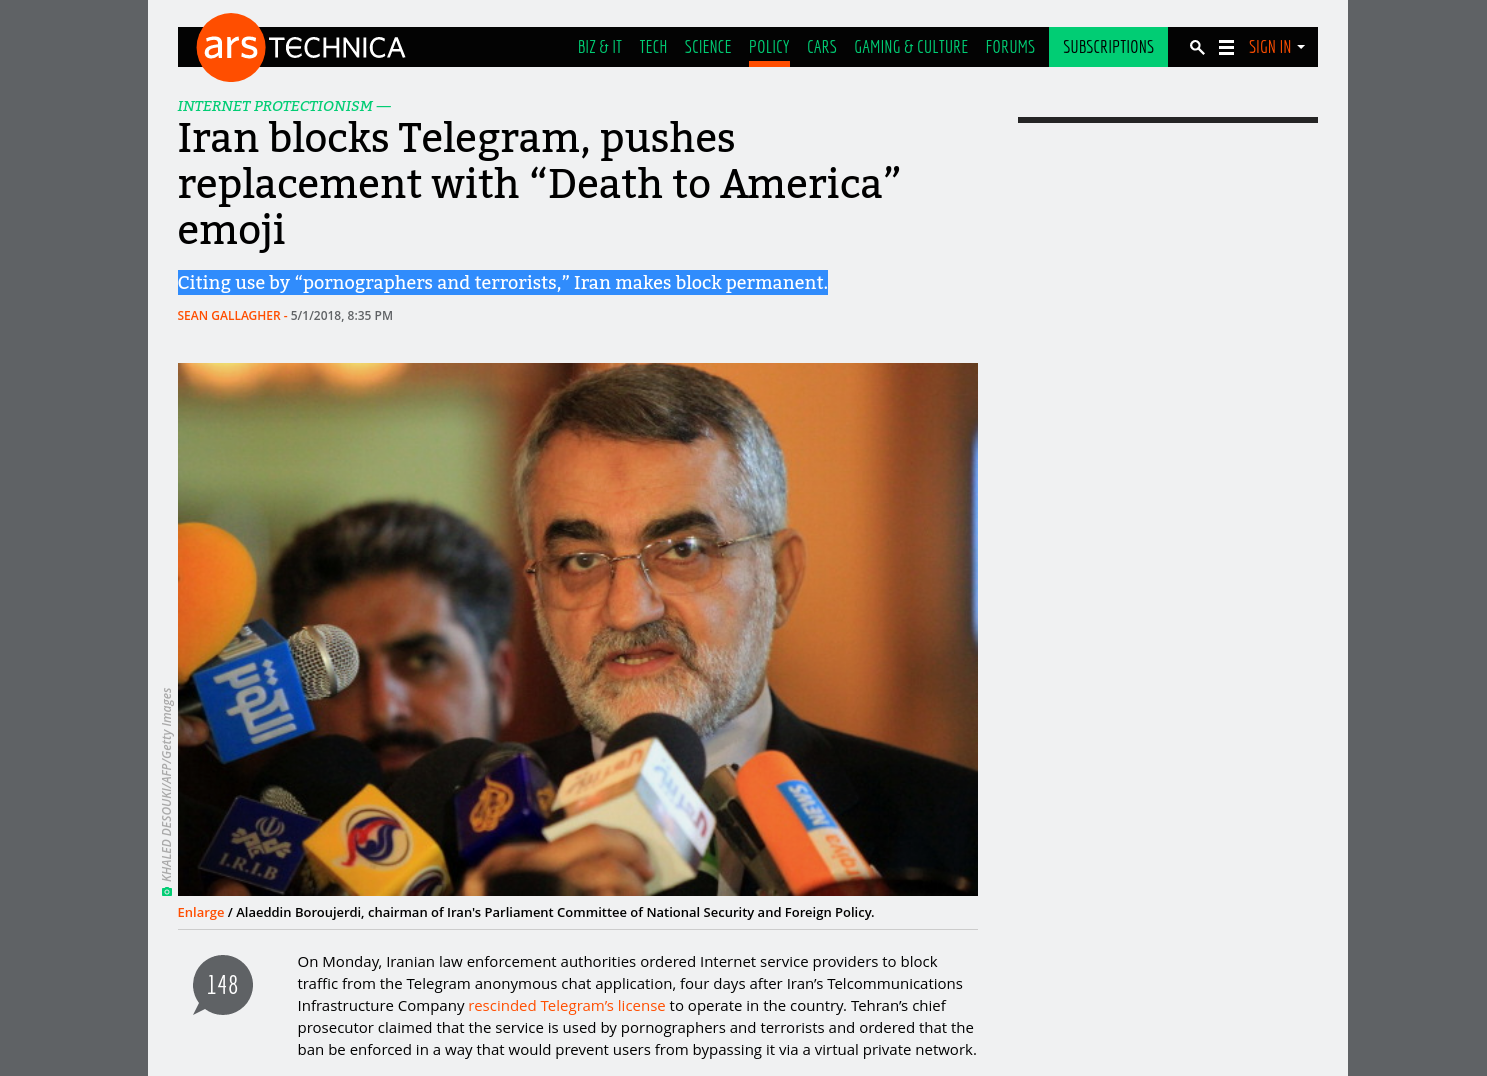 ars TECHNICA
BIZ & IT TECH SCIENCE POLICY CARS GAMING & CULTURE FORUMS SUBSCRIPTIONS SIGN IN
INTERNET PROTECTIONISM —
Iran blocks Telegram, pushes
replacement with “Death to America”
emoji
Citing use by “pornographers and terrorists,” Iran makes block permanent.
SEAN GALLAGHER - 5/1/2018, 8:35 PM
I.R.I.B
NEWS
KHALED DESOUKI/AFP/Getty Images
Enlarge / Alaeddin Boroujerdi, chairman of Iran's Parliament Committee of National Security and Foreign Policy.
148
On Monday, Iranian law enforcement authorities ordered Internet service providers to block
traffic from the Telegram anonymous chat application, four days after Iran’s Telcommunications
Infrastructure Company rescinded Telegram’s license to operate in the country. Tehran’s chief
prosecutor claimed that the service is used by pornographers and terrorists and ordered that the
ban be enforced in a way that would prevent users from bypassing it via a virtual private network.